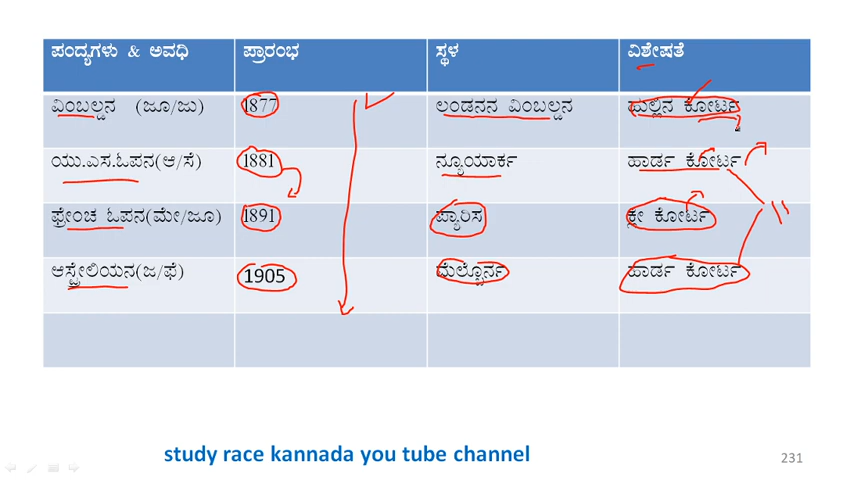 ಪಂದ್ಯಗಳು & ಅವಧಿ ಪ್ರಾರಂಭ ಸ್ಥಳ ವಿಶೇಷತೆ
ವಿಂಬಲ್ಡನ (ಜೂ/ಜು) 1877 ಲಂಡನನ ವಿಂಬಲ್ಡನ ಹುಲ್ಲಿನ ಕೋರ್ಟ
ಯು.ಎಸ.ಓಪನ(ಆ/ಸೆ) 1881 ನ್ಯೂಯಾರ್ಕ ಹಾರ್ಡ ಕೋರ್ಟ
ಫ್ರೇಂಚ ಓಪನ(ಮೇ/ಜೂ) 1891 ಪ್ಯಾರಿಸ ಕ್ಲೇ ಕೋರ್ಟ
ಆಸ್ಟ್ರೇಲಿಯನ(ಜ/ಫೆ) 1905 ಮೆಲ್ಬೊರ್ನ ಹಾರ್ಡ ಕೋರ್ಟ
study race kannada you tube channel
231